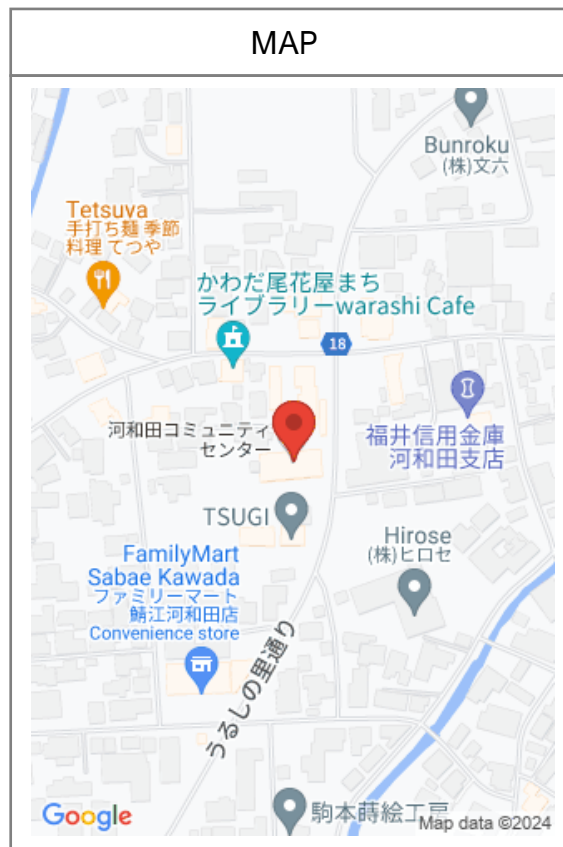 MAP
Bunroku
(株)文六
Tetsuya
手打ち麺 季節
料理 てつや
かわだ尾花屋まち
ライブラリーwarashi Cafe
18
河和田コミュニティ
センター
福井信用金庫
河和田支店
TSUGI
Hirose
(株)ヒロセ
FamilyMart
Sabae Kawada
ファミリーマート
鯖江河和田店
Convenience store
うるしの里通り
駒本蒔絵工房
Google
Map data ©2024